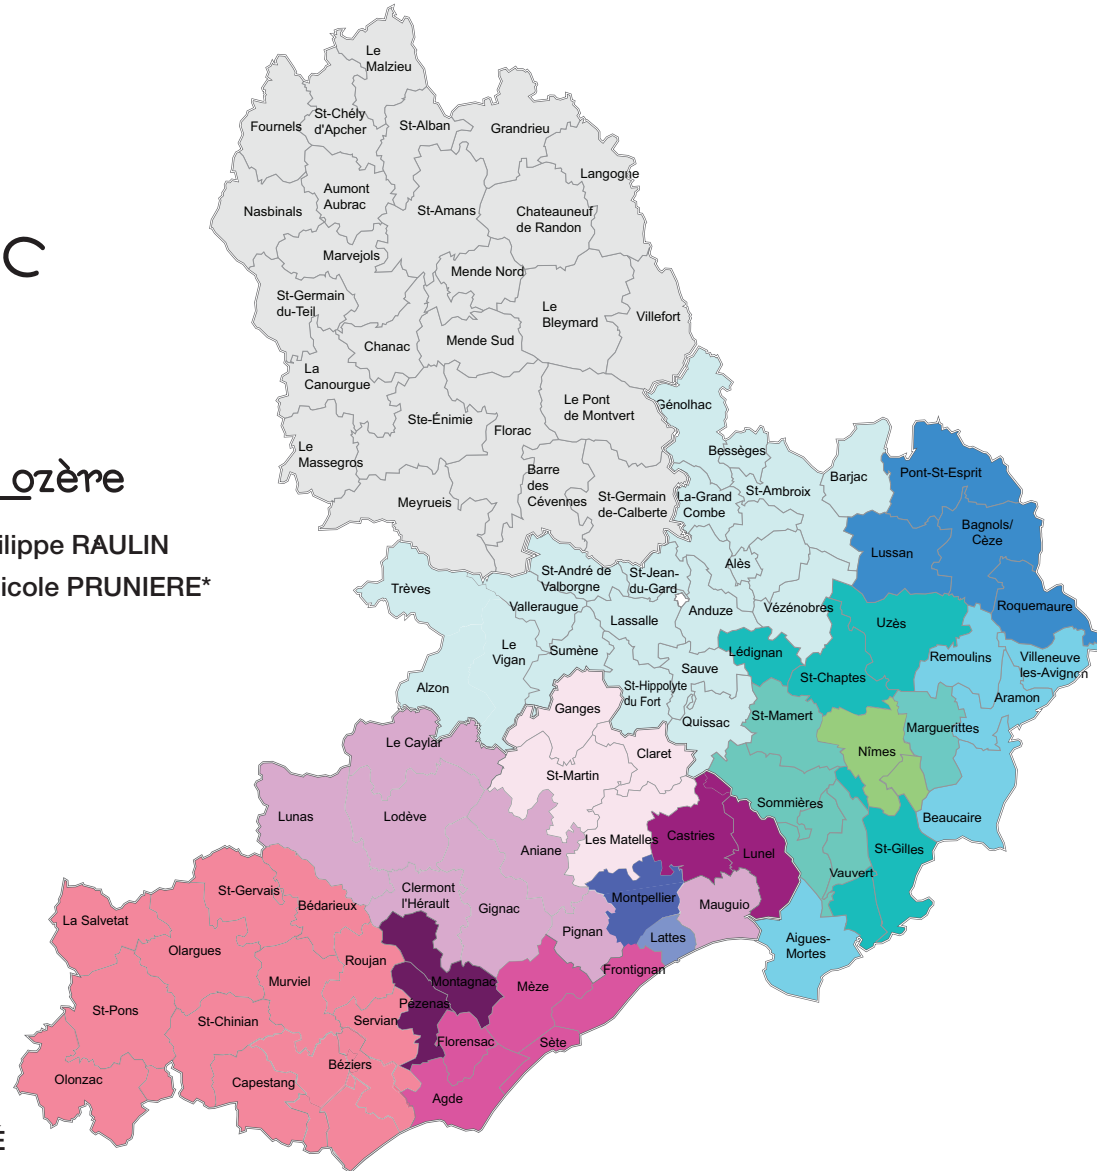 Le
Malzieu
St-Chély
d'Apcher
Fournels
St-Alban
Grandrieu
Langogne
Aumont
Aubrac
Nasbinals
St-Amans
Chateauneuf
de Randon
C
Marvejols
Mende Nord
St-Germain
du-Teil
Le
Bleymard
Villefort
Chanac
Mende Sud
La
Canourgue
Le Pont
de Montvert
Génolhac
Ste-Énimie
Florac
Le
Massegros
Bessèges
Barjac
Pont-St-Esprit
ozère
Barre
des
Cévennes
St-Germain
de-Calberte
Meyrueis
La-Grand
Combe
St-Ambroix
Bagnols/
Cèze
ilippe RAULIN
Lussan
icole PRUNIERE*
Trèves
St-André de
Valborgne
St-Jean-
du-Gard
Alès
Valleraugue
Lassalle
Anduze
Vézénobres
Roquemaure
Uzès
Le
Vigan
Sumène
Lédignan
Remoulins
Villeneuve
les-Avignon
Sauve
St-Chaptes
Alzon
St-Hippolyte
du Fort
Aramon
Ganges
Quissac
St-Mamert
Marguerittes
Le Caylar
Claret
Nîmes
St-Martin
Lunas
Lodève
Sommières
Beaucaire
Les Matelles
Castries
Aniane
Lunel
St-Gilles
Vauvert
St-Gervais
Clermont
l'Hérault
Montpellier
Bédarieux
Gignac
Mauguio
La Salvetat
Pignan
Lattes
Aigues-
Mortes
Olargues
Roujan
Frontignan
Murviel
Montagnac
Mèze
Pézenas
St-Pons
St-Chinian
Servian
Florensac
Sète
Béziers
Olonzac
Capestang
Agde
É